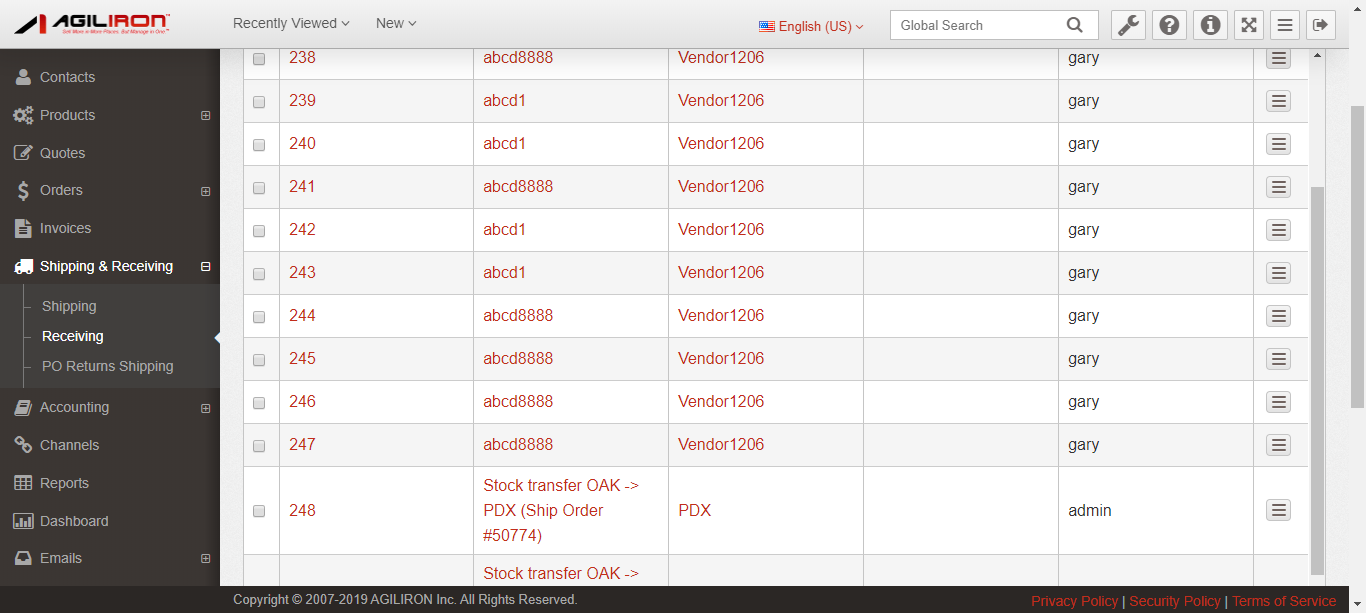 AGILIRON
Sell More in More Places. But Manage in One™
Recently Viewed New English (US) Global Search
Contacts
Products
Quotes
Orders
Invoices
Shipping & Receiving
Shipping
Receiving
PO Returns Shipping
Accounting
Channels
Reports
Dashboard
Emails
238 abcd8888 Vendor1206 gary
239 abcd1 Vendor1206 gary
240 abcd1 Vendor1206 gary
241 abcd8888 Vendor1206 gary
242 abcd1 Vendor1206 gary
243 abcd1 Vendor1206 gary
244 abcd8888 Vendor1206 gary
245 abcd8888 Vendor1206 gary
246 abcd8888 Vendor1206 gary
247 abcd8888 Vendor1206 gary
Stock transfer OAK ->
248 PDX (Ship Order PDX admin
#50774)
Stock transfer OAK ->
Copyright © 2007-2019 AGILIRON Inc. All Rights Reserved. Privacy Policy | Security Policy | Terms of Service